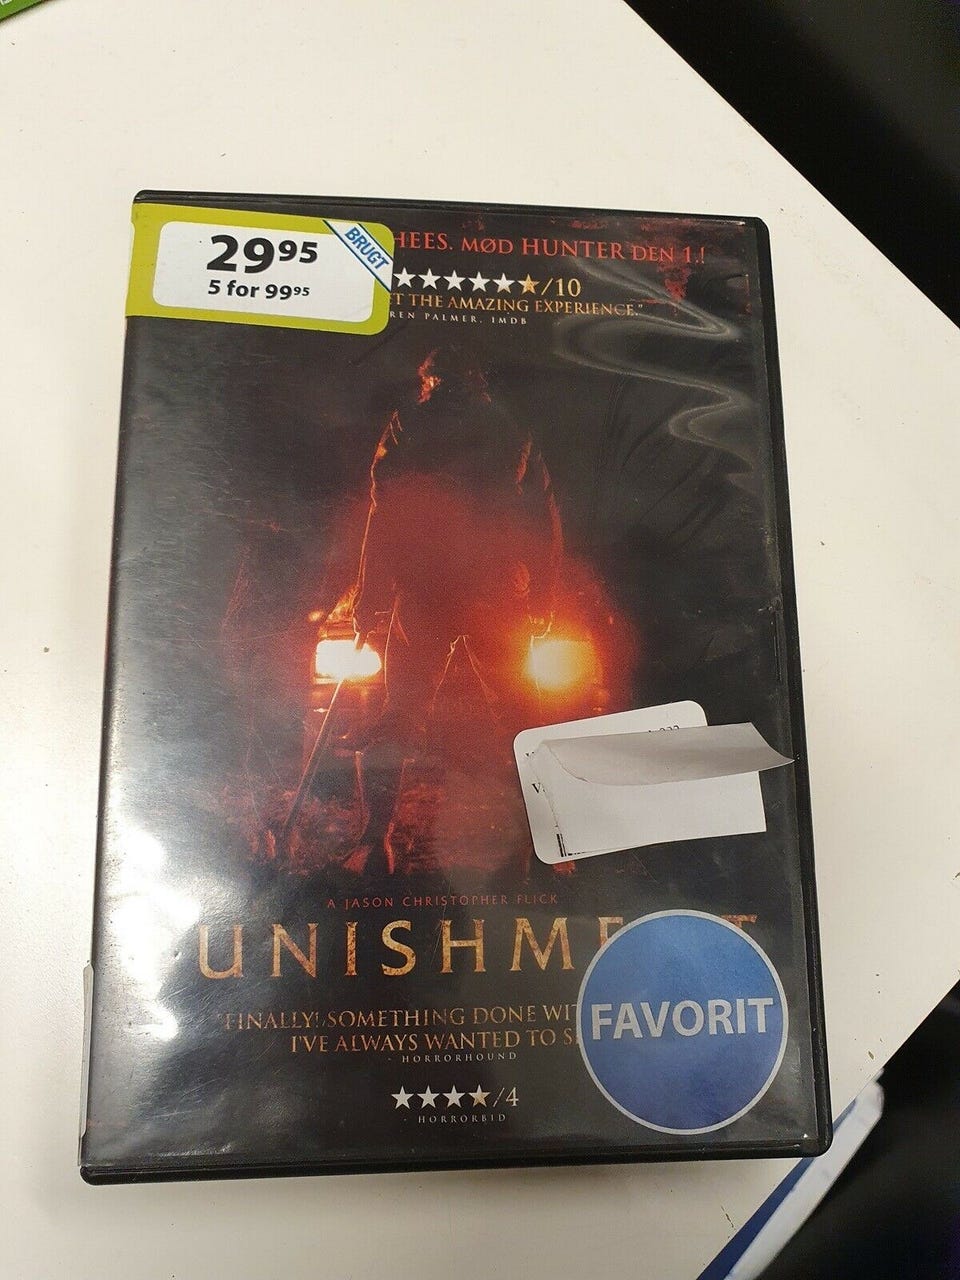 2995
5 for 9995
BRUGT
HEES. MØD HUNTER DEN 1.!
/10
THE AMAZING EXPERIENCE."
REN PALMER, IMDB
A JASON CHRISTOPHER FLICK
UNISHME T
"FINALLY! SOMETHING DONE WIT
I'VE ALWAYS WANTED TO S
- HORRORHOUND
FAVORIT
/4
- HORRORBID